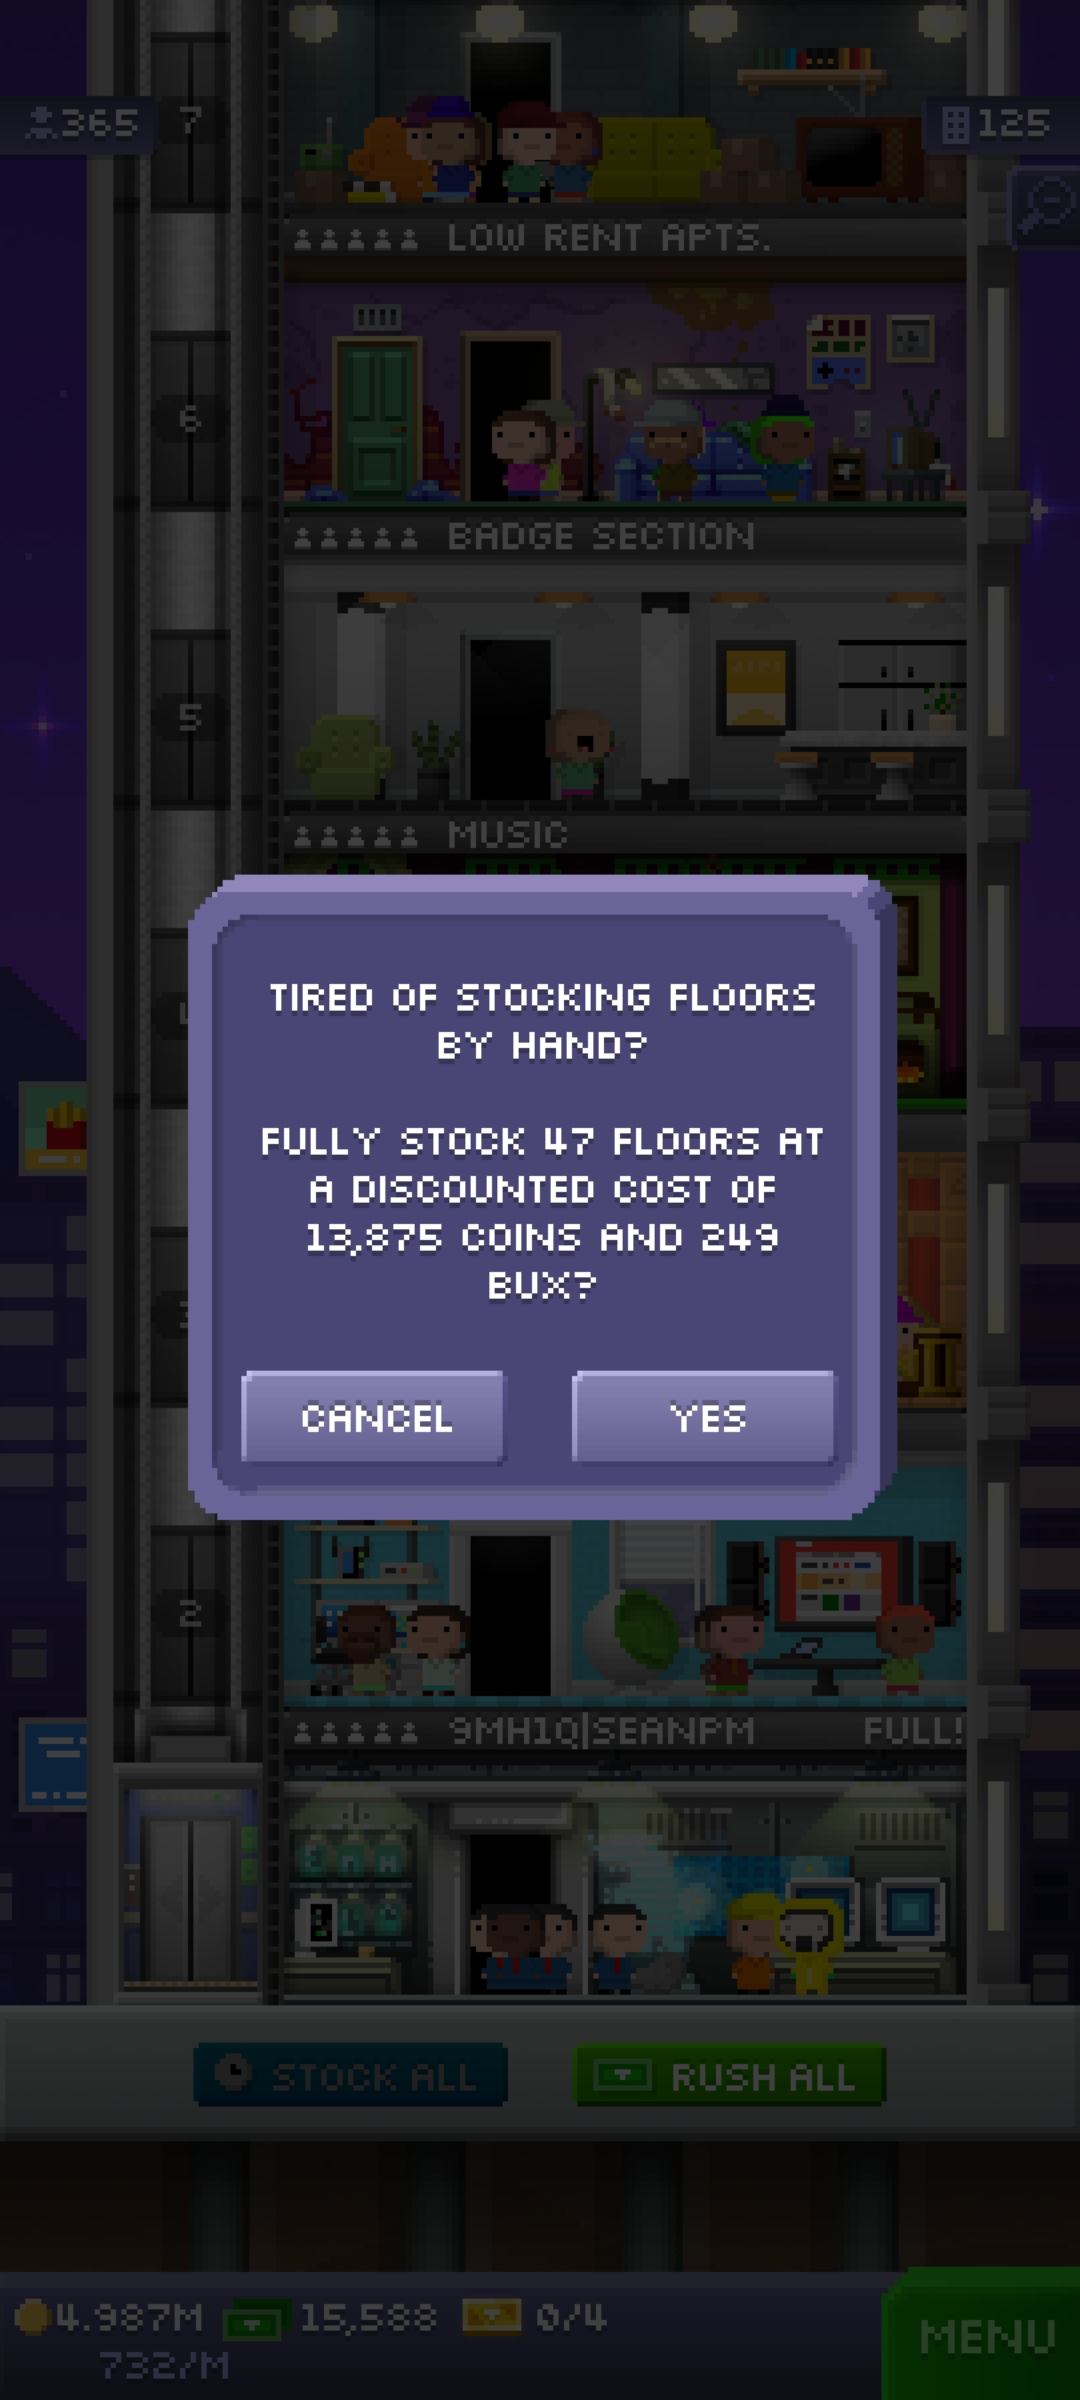 365
7
125
LOW RENT APTS.
6
BADGE SECTION
5
MUSIC
TIRED OF STOCKING FLOORS
BY HAND?
FULLY STOCK 47 FLOORS AT
A DISCOUNTED COST OF
13,875 COINS AND 249
BUX?
CANCEL
YES
2
9MH1Q|SEANPM
FULL!
STOCK ALL
RUSH ALL
4.987M
15,588
0/4
732/M
MENU